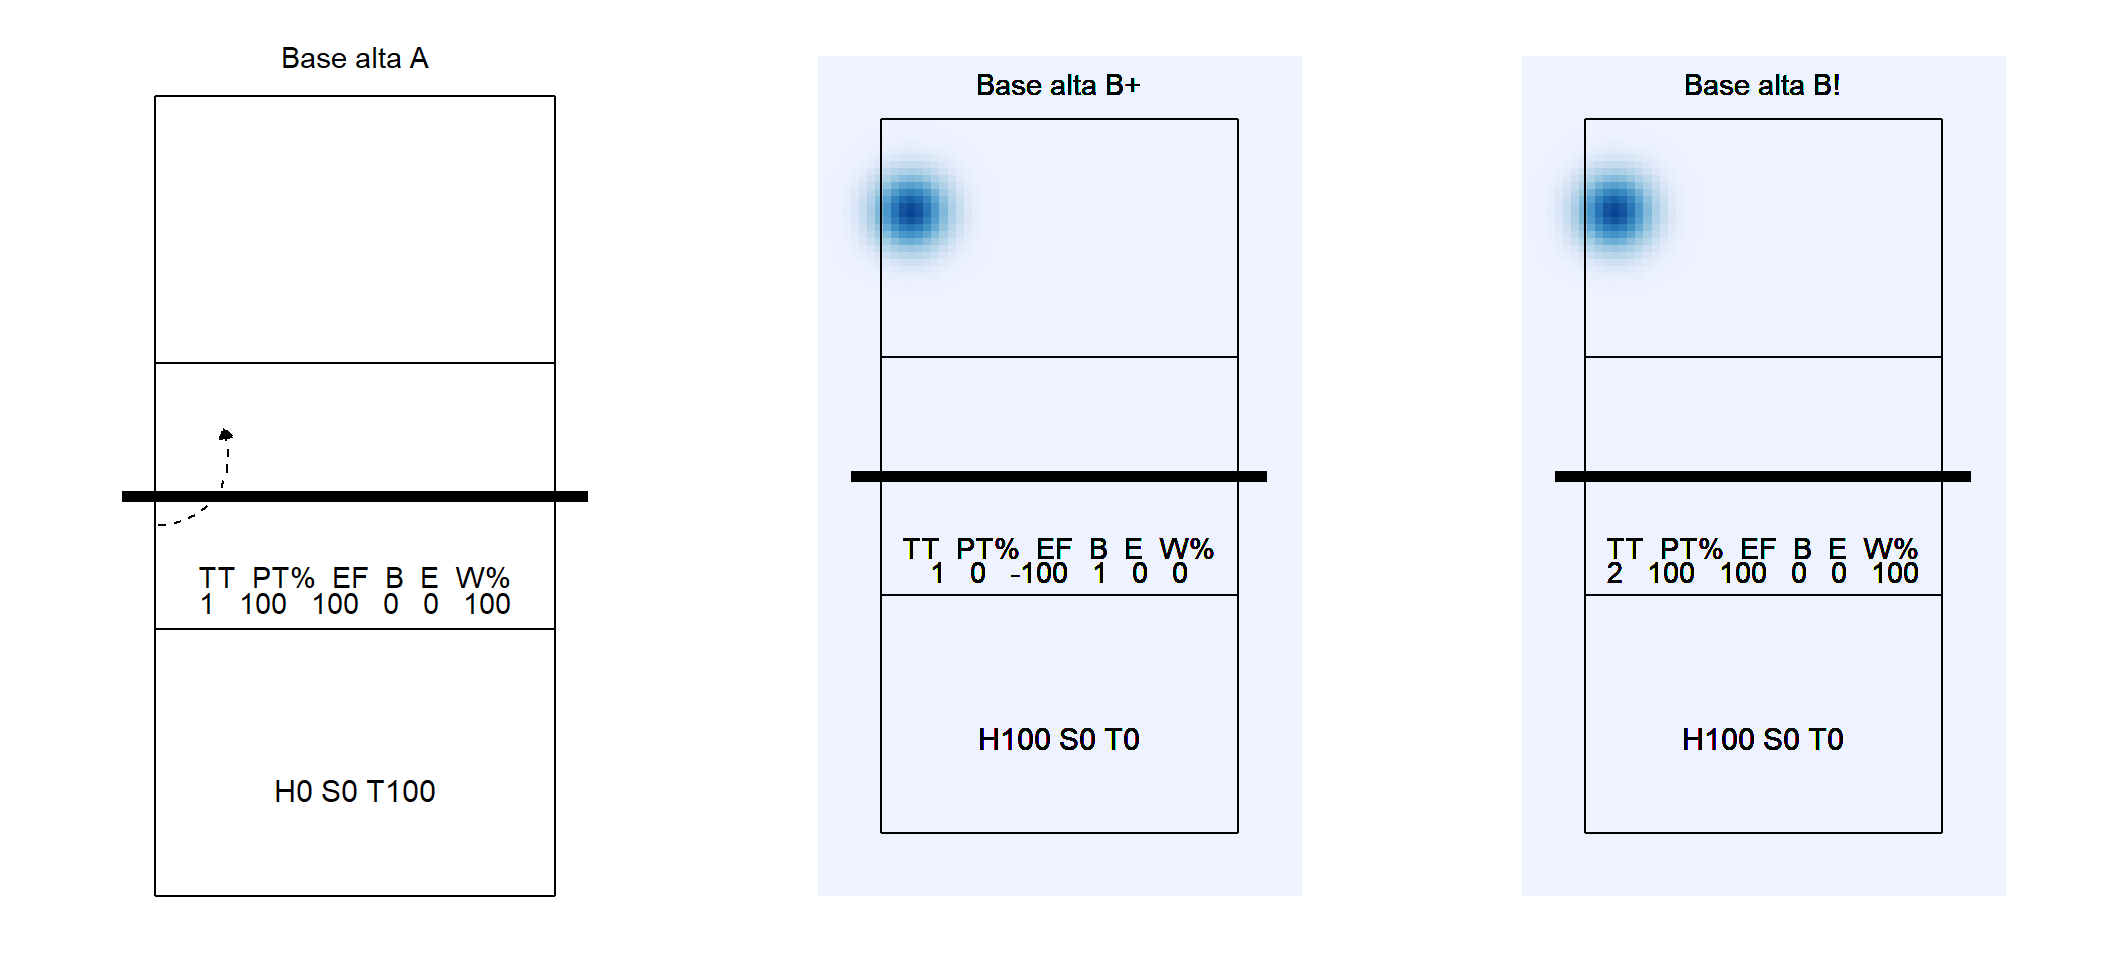 Base alta A
TT PT% EF B E W%
1 100 100 0 0 100
H0 S0 T100
Base alta B+
TT PT% EF B E W%
1 0 -100 1 0 0
H100 S0 T0
Base alta B!
TT PT% EF B E W%
2 100 100 0 0 100
H100 S0 T0